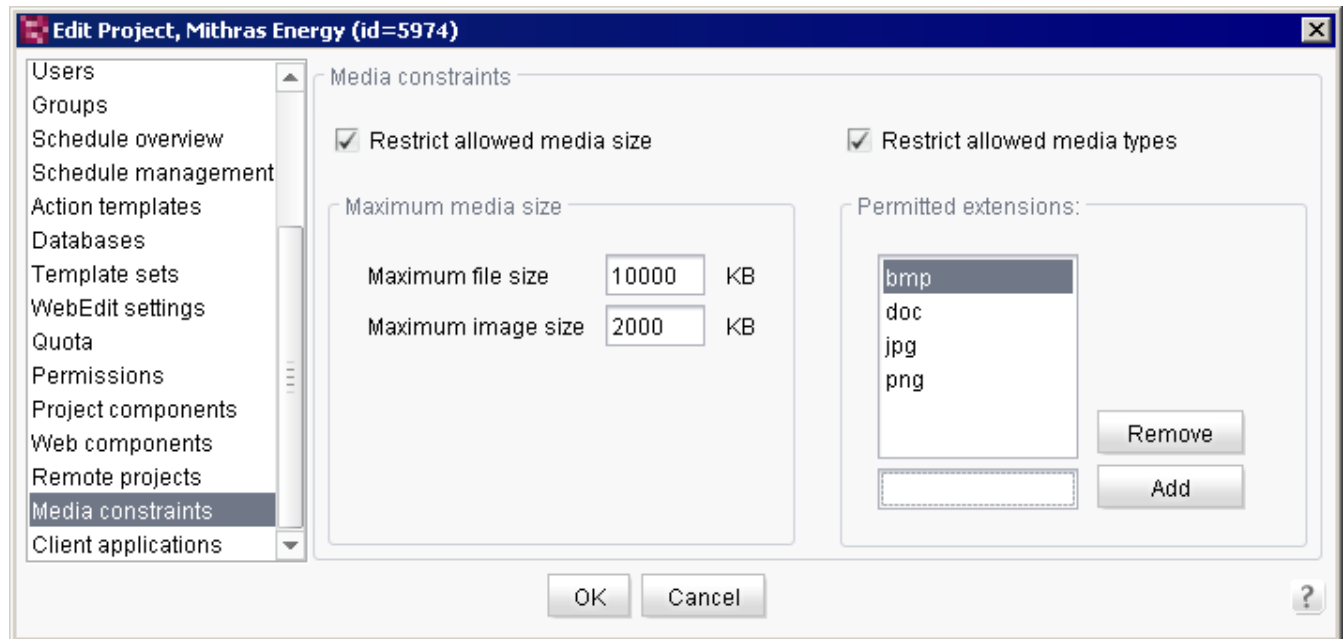 Edit Project, Mithras Energy (id=5974)
Users
Groups
Schedule overview
Schedule management
Action templates
Databases
Template sets
WebEdit settings
Quota
Permissions
Project components
Web components
Remote projects
Media constraints
Client applications
Media constraints
Restrict allowed media size
Restrict allowed media types
Maximum media size
Maximum file size 10000 KB
Maximum image size 2000 KB
Permitted extensions:
bmp
doc
jpg
png
Remove
Add
OK Cancel
?